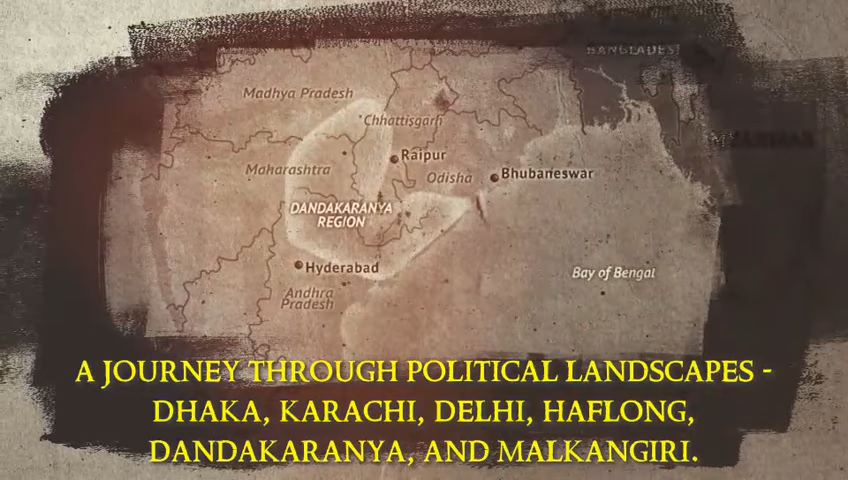 BANGLADESH
Madhya Pradesh
Chhattisgarh
Raipur
Maharashtra
Odisha
Bhubaneswar
DANDAKARANYA
REGION
Hyderabad
Bay of Bengal
Andhra
Pradesh
A JOURNEY THROUGH POLITICAL LANDSCAPES -
DHAKA, KARACHI, DELHI, HAFLONG,
DANDAKARANYA, AND MALKANGIRI.